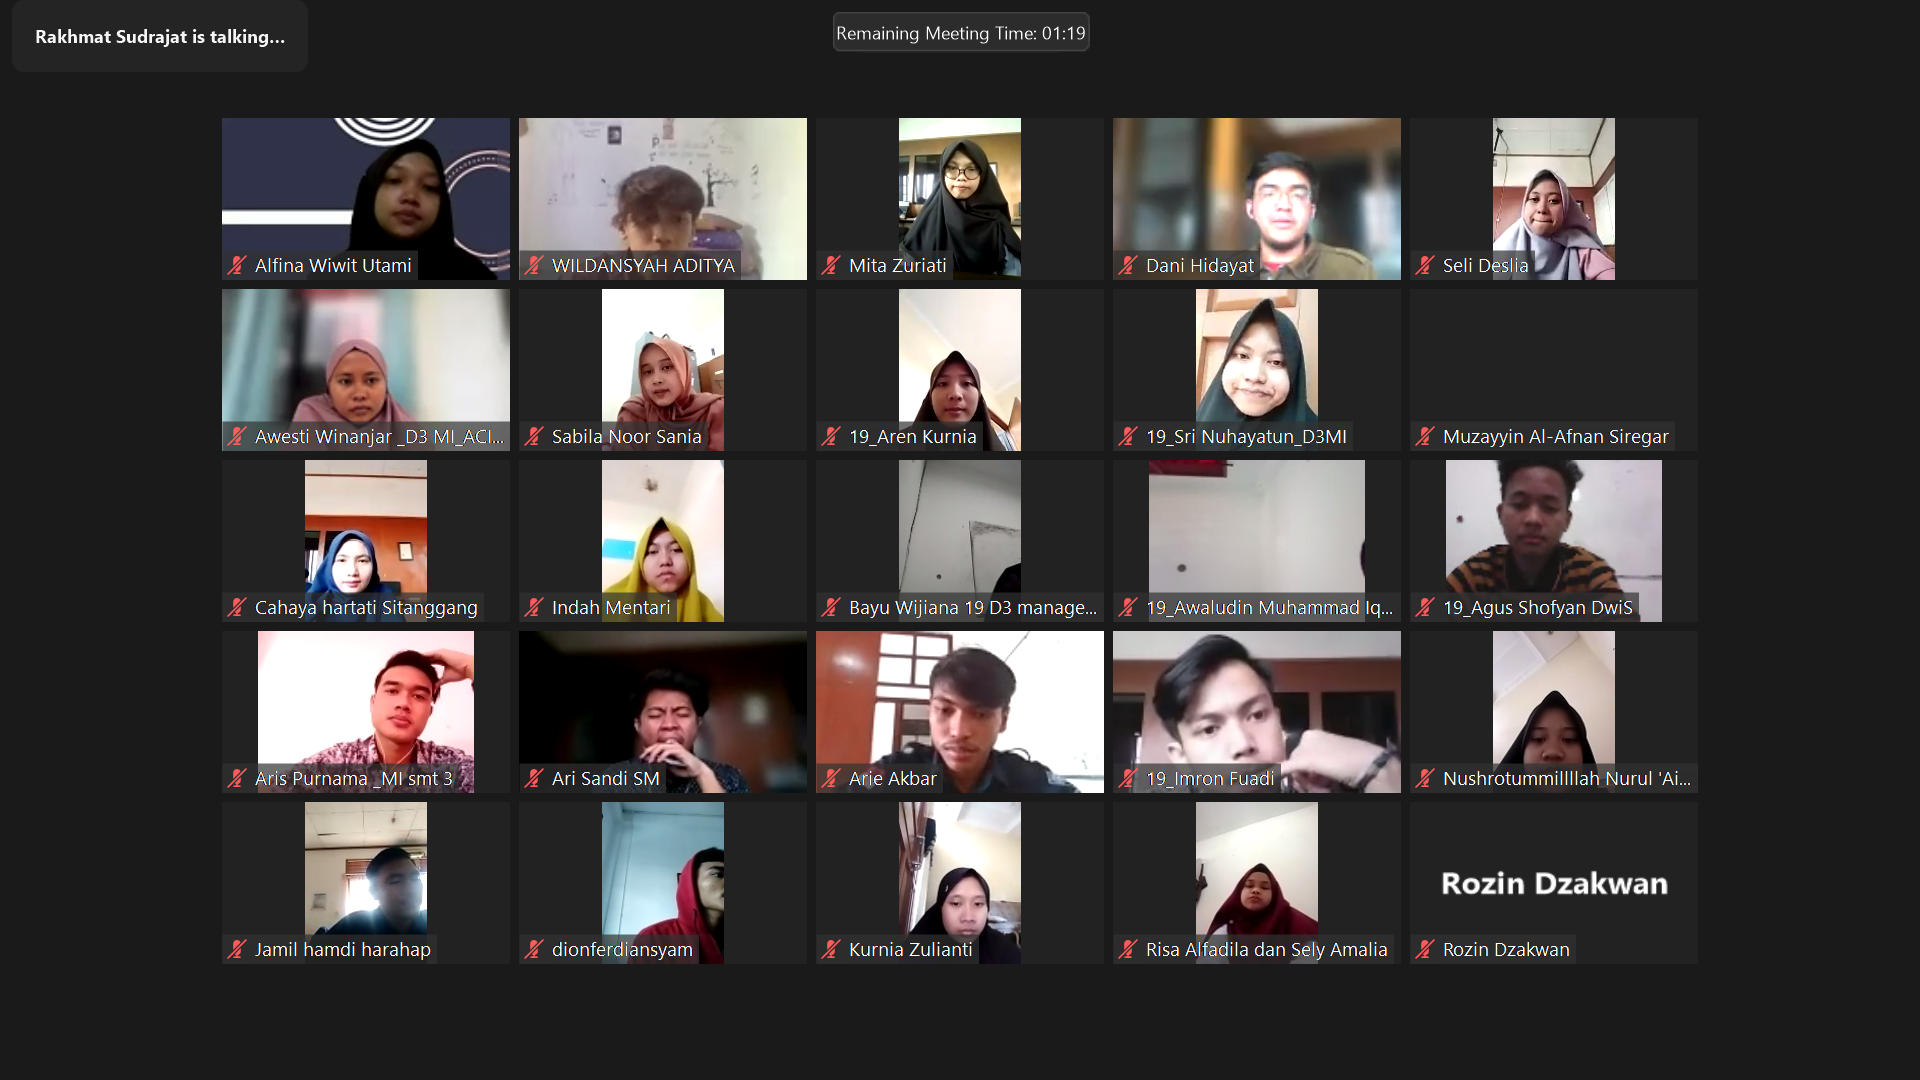 Rakhmat Sudrajat is talking...
Remaining Meeting Time: 01:19
Alfina Wiwit Utami
WILDANSYAH ADITYA
Mita Zuriati
Dani Hidayat
Seli Deslia
Awesti Winanjar _D3 MI_ACI...
Sabila Noor Sania
19_Aren Kurnia
19_Sri Nuhayatun_D3MI
Muzayyin Al-Afnan Siregar
Cahaya hartati Sitanggang
Indah Mentari
Bayu Wijiana 19 D3 manage...
19_Awaludin Muhammad Iq...
19_Agus Shofyan DwiS
Aris Purnama _MI smt 3
Ari Sandi SM
Arie Akbar
19_Imron Fuadi
Nushrotummillllah Nurul 'Ai...
Jamil hamdi harahap
dionferdiansyam
Kurnia Zulianti
Risa Alfadila dan Sely Amalia
Rozin Dzakwan
Rozin Dzakwan